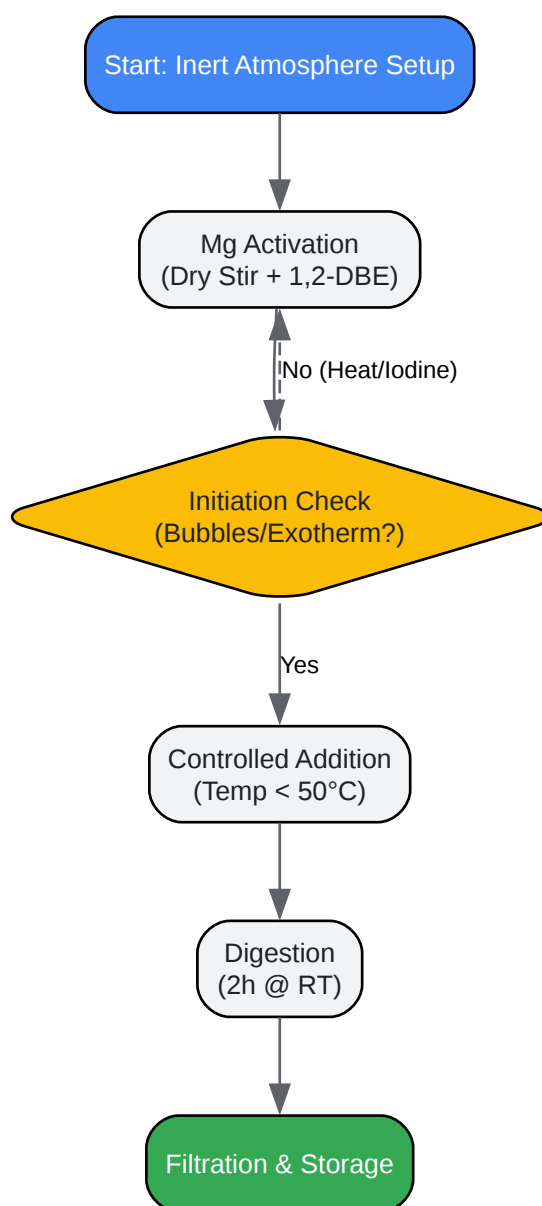 Start: Inert Atmosphere Setup
Mg Activation
(Dry Stir + 1,2-DBE)
No (Heat/Iodine)
Initiation Check
(Bubbles/Exotherm?)
Yes
Controlled Addition
(Temp < 50°C)
Digestion
(2h @ RT)
Filtration & Storage